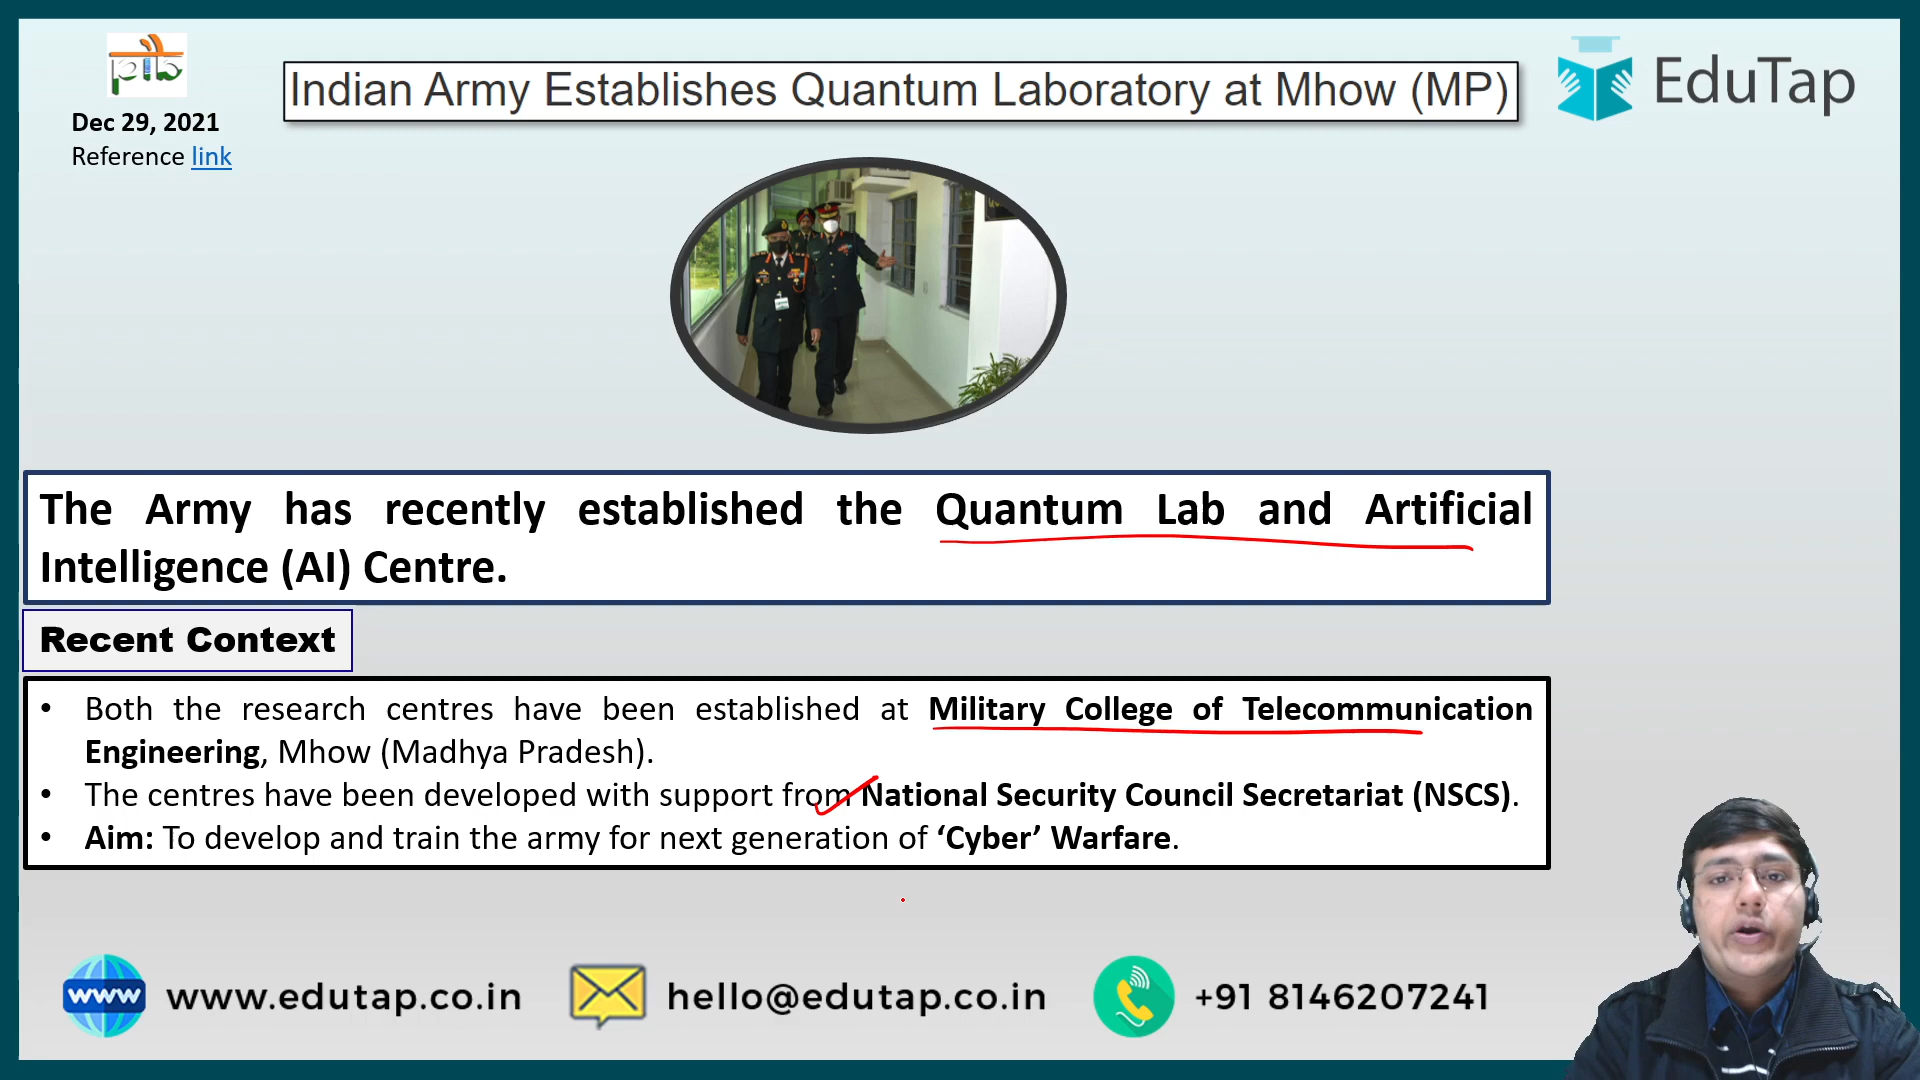 pib
Dec 29, 2021
Reference link
Indian Army Establishes Quantum Laboratory at Mhow (MP)
EduTap
The Army has recently established the Quantum Lab and Artificial
Intelligence (AI) Centre.
Recent Context
• Both the research centres have been established at Military College of Telecommunication
Engineering, Mhow (Madhya Pradesh).
• The centres have been developed with support from National Security Council Secretariat (NSCS).
• Aim: To develop and train the army for next generation of ‘Cyber’ Warfare.
www www.edutap.co.in
hello@edutap.co.in
+91 8146207241